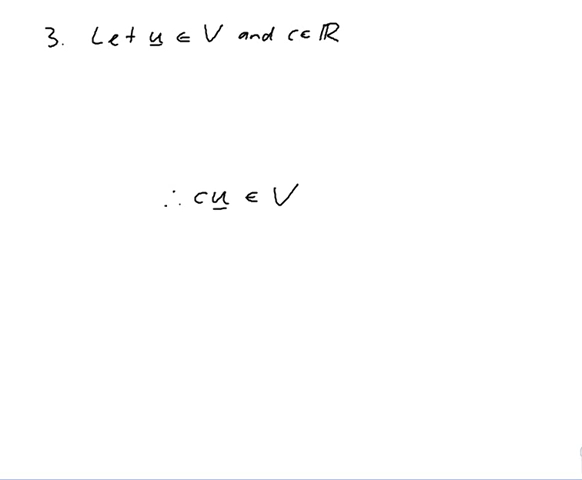 3. Let u̲ ∈ V and c ∈ ℝ
∴ cu̲ ∈ V